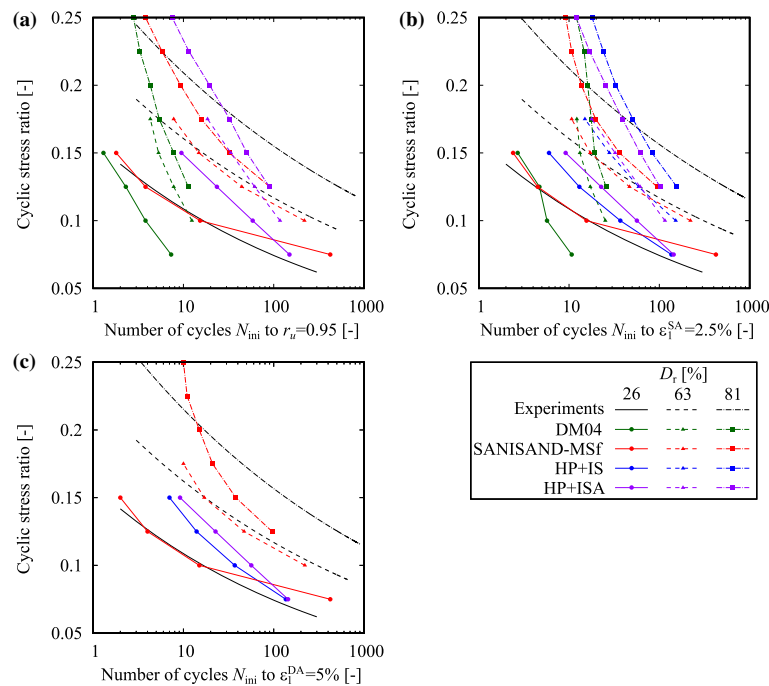 (a)
0.25
0.2
0.15
0.1
0.05
Cyclic stress ratio [-]
1 10 100 1000
Number of cycles N_ini to r_u=0.95 [-]
(b)
0.25
0.2
0.15
0.1
0.05
Cyclic stress ratio [-]
1 10 100 1000
Number of cycles N_ini to ε₁^SA=2.5% [-]
(c)
0.25
0.2
0.15
0.1
0.05
Cyclic stress ratio [-]
1 10 100 1000
Number of cycles N_ini to ε₁^DA=5% [-]
D_r [%]
26 63 81
Experiments
DM04
SANISAND-MSf
HP+IS
HP+ISA